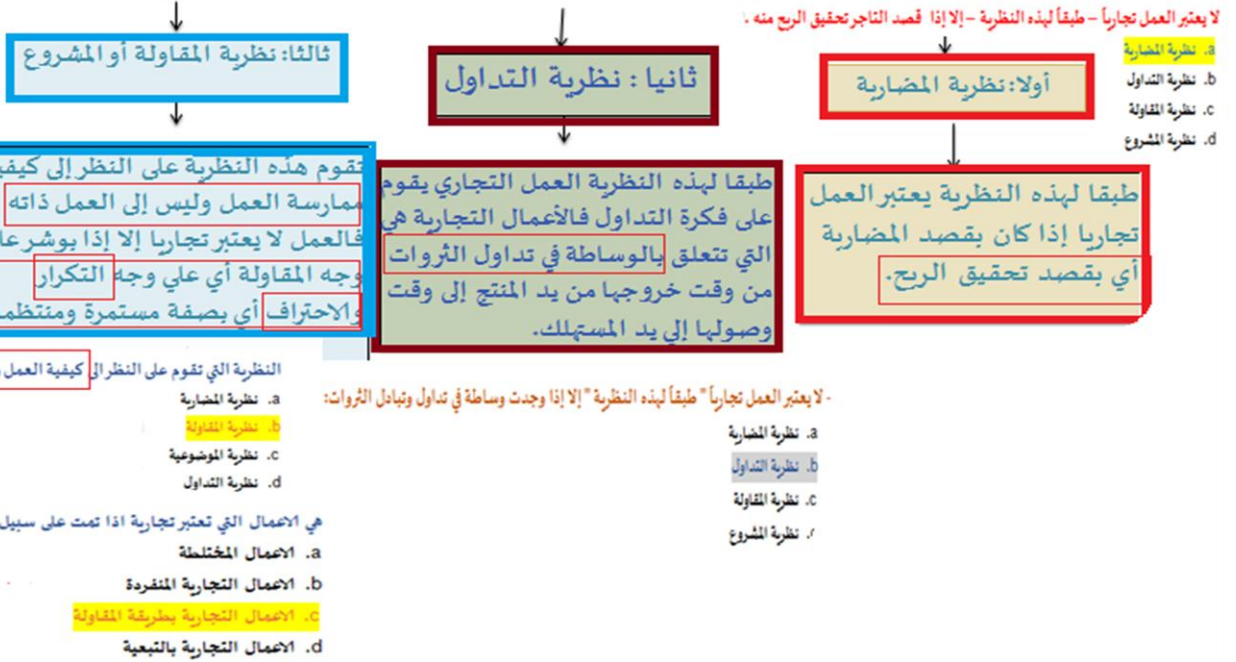 لا يعتبر العمل تجارياً – طبقاً لهذه النظرية – إلا إذا قصد التاجر تحقيق الربح منه .
a. نظرية المضاربة
b. نظرية التداول
c. نظرية المقاولة
d. نظرية المشروع
أولا: نظرية المضاربة
طبقا لهذه النظرية يعتبر العمل
تجاريا إذا كان بقصد المضاربة
أي بقصد تحقيق الربح.
ثانيا : نظرية التداول
طبقا لهذه النظرية العمل التجاري يقوم
على فكرة التداول فالأعمال التجارية هي
التي تتعلق بالوساطة في تداول الثروات
من وقت خروجها من يد المنتج إلى وقت
وصولها إلي يد المستهلك.
- لا يعتبر العمل تجارياً " طبقاً لهذه النظرية " إلا إذا وجدت وساطة في تداول وتبادل الثروات:
a. نظرية المضاربة
b. نظرية التداول
c. نظرية المقاولة
نظرية المشروع
ثالثا: نظرية المقاولة أو المشروع
تقوم هذه النظرية على النظر إلى
ممارسة العمل وليس إلى العمل ذاته
فالعمل لا يعتبر تجاريا إلا إذا بوشر
وجه المقاولة أي علي وجه التكرار
والاحتراف أي بصفة مستمرة
النظرية التي تقوم على النظر الى كيفية العمل
a. نظرية المضاربة
b. نظرية المقاولة
c. نظرية الموضوعية
d. نظرية التداول
هي الاعمال التي تعتبر تجارية اذا تمت على سبيل
a. الاعمال المختلطة
b. الاعمال التجارية المنفردة
c. الاعمال التجارية بطريقة المقاولة
d. الاعمال التجارية بالتبعية